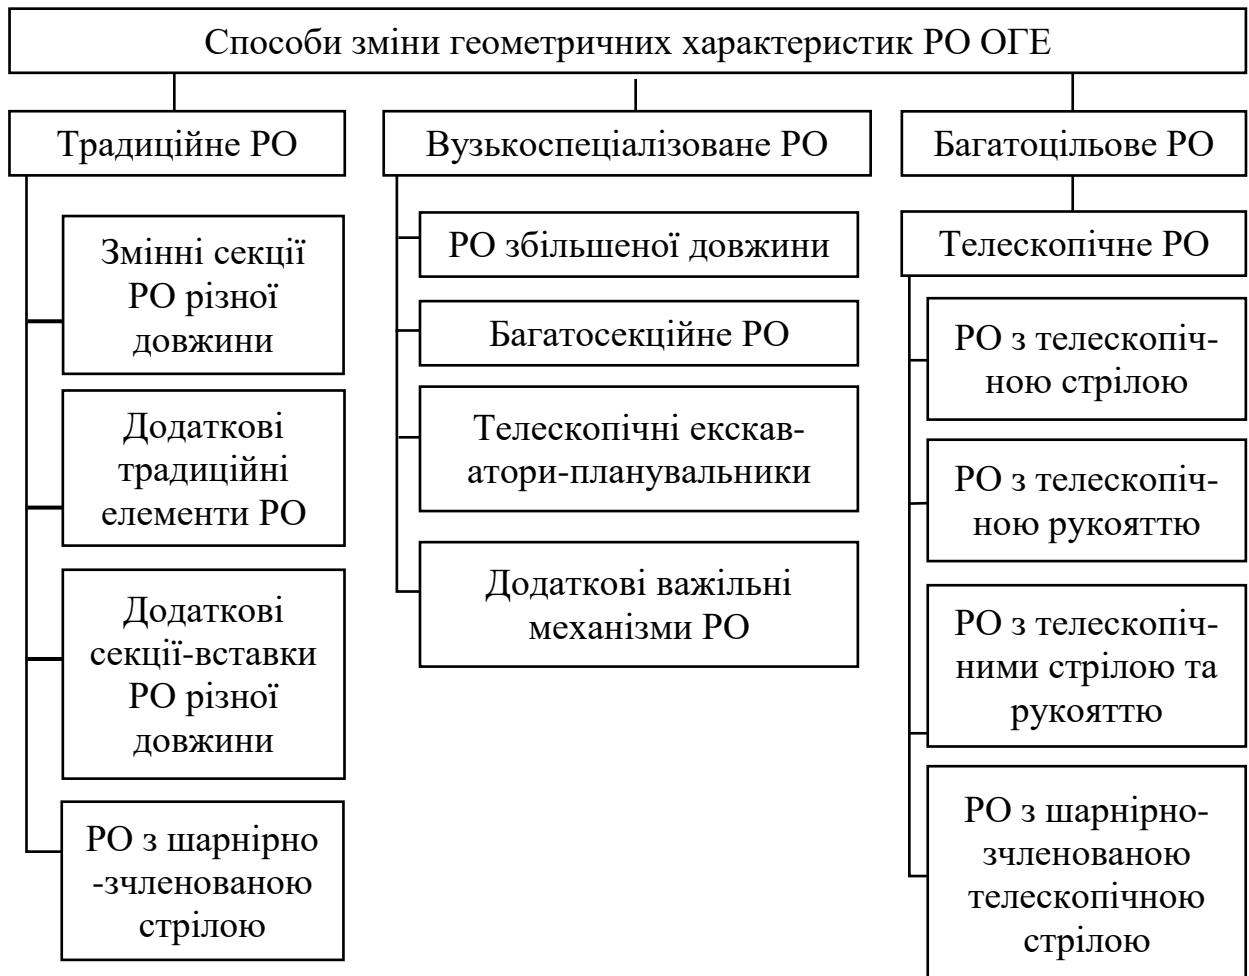 Способи зміни геометричних характеристик РО ОГЕ
Традиційне РО
Змінні секції
РО різної
довжини
Додаткові
традиційні
елементи РО
Додаткові
секції-вставки
РО різної
довжини
РО з шарнірно
-зчленованою
стрілою
Вузькоспеціалізоване РО
РО збільшеної довжини
Багатосекційне РО
Телескопічні екскав-
атори-планувальники
Додаткові важільні
механізми РО
Багатоцільове РО
Телескопічне РО
РО з телескопіч-
ною стрілою
РО з телескопіч-
ною рукояттю
РО з телескопіч-
ними стрілою та
рукояттю
РО з шарнірно-
зчленованою
телескопічною
стрілою